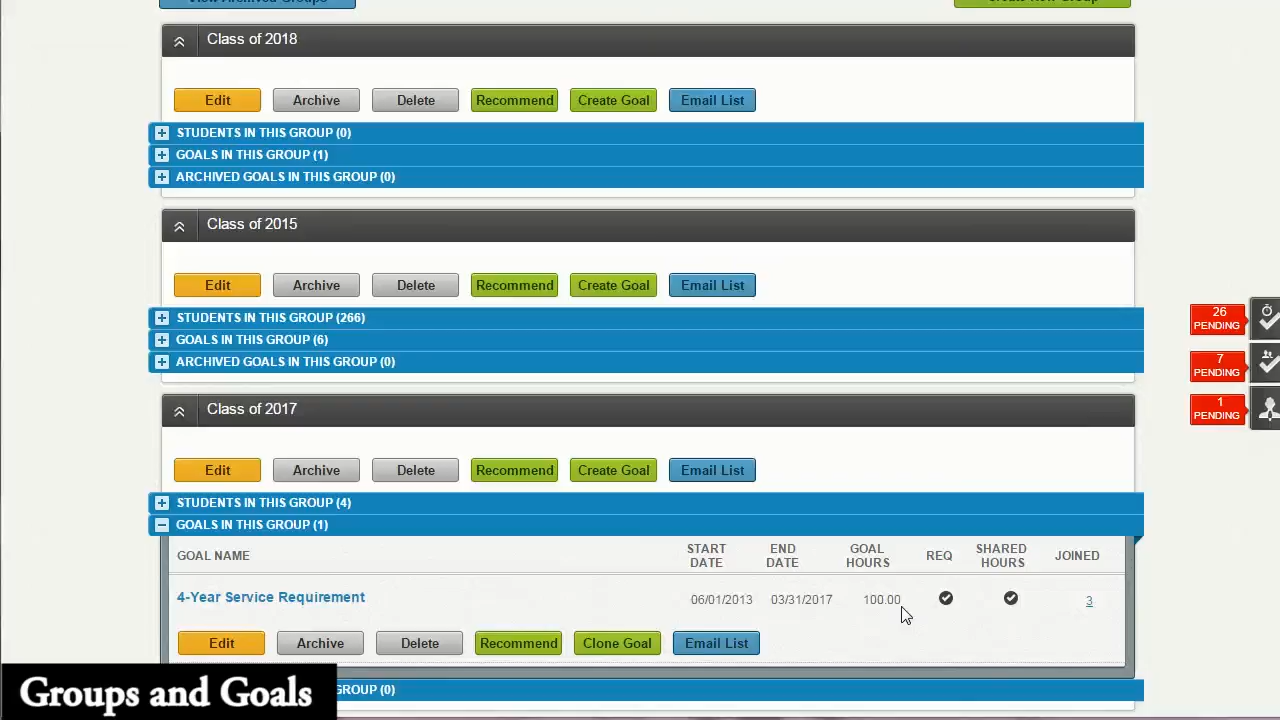 View Archived Groups
Create New Group
Class of 2018
Edit Archive Delete Recommend Create Goal Email List
STUDENTS IN THIS GROUP (0)
GOALS IN THIS GROUP (1)
ARCHIVED GOALS IN THIS GROUP (0)
Class of 2015
Edit Archive Delete Recommend Create Goal Email List
STUDENTS IN THIS GROUP (266)
GOALS IN THIS GROUP (6)
ARCHIVED GOALS IN THIS GROUP (0)
26
PENDING
7
PENDING
1
PENDING
Class of 2017
Edit Archive Delete Recommend Create Goal Email List
STUDENTS IN THIS GROUP (4)
GOALS IN THIS GROUP (1)
GOAL NAME START DATE END DATE GOAL HOURS REQ SHARED HOURS JOINED
4-Year Service Requirement 06/01/2013 03/31/2017 100.00 3
Edit Archive Delete Recommend Clone Goal Email List
GROUP (0)
Groups and Goals